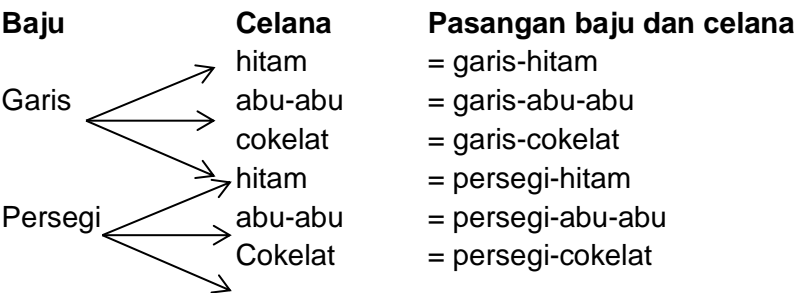 Baju Celana Pasangan baju dan celana
hitam = garis-hitam
Garis abu-abu = garis-abu-abu
cokelat = garis-cokelat
hitam = persegi-hitam
Persegi abu-abu = persegi-abu-abu
Cokelat = persegi-cokelat